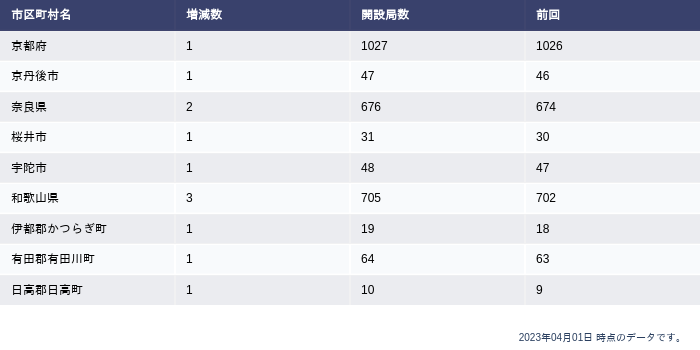 市区町村名 増減数 開設局数 前回
京都府 1 1027 1026
京丹後市 1 47 46
奈良県 2 676 674
桜井市 1 31 30
宇陀市 1 48 47
和歌山県 3 705 702
伊都郡かつらぎ町 1 19 18
有田郡有田川町 1 64 63
日高郡日高町 1 10 9
2023年04月01日 時点のデータです。